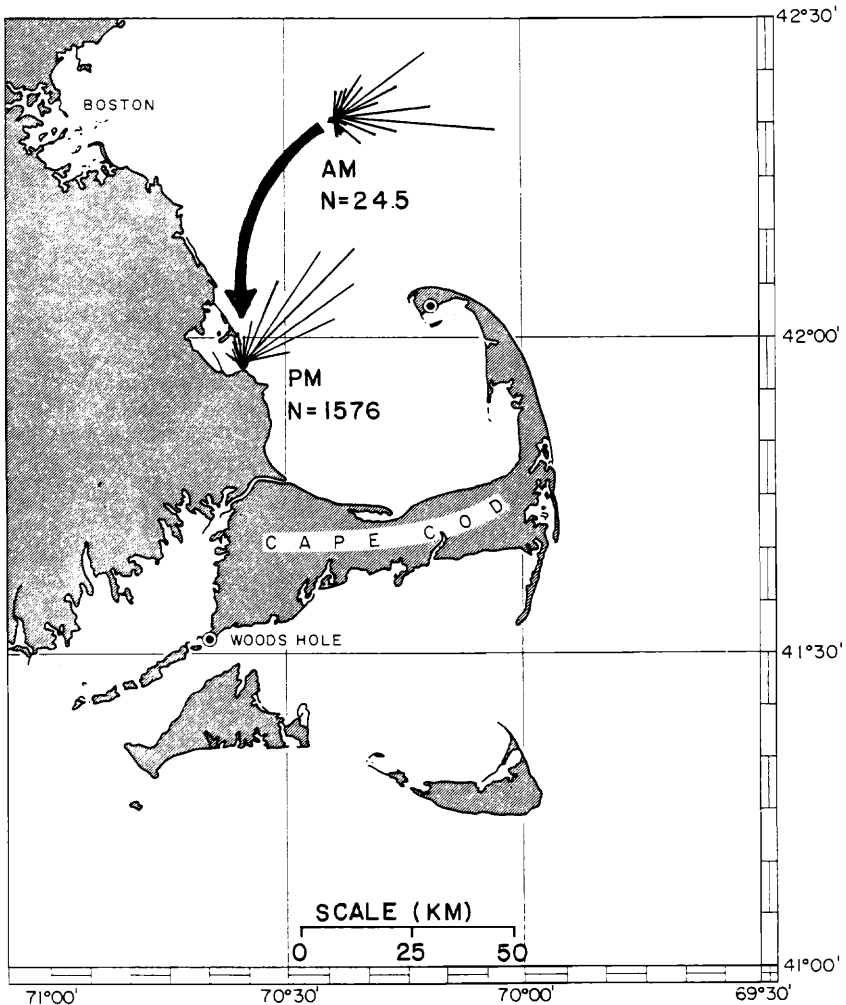 42°30'
BOSTON
AM
N=24.5
42°00'
PM
N=1576
CAPE COD
WOODS HOLE
41°30'
SCALE (KM)
0 25 50
41°00'
71°00' 70°30' 70°00' 69°30'